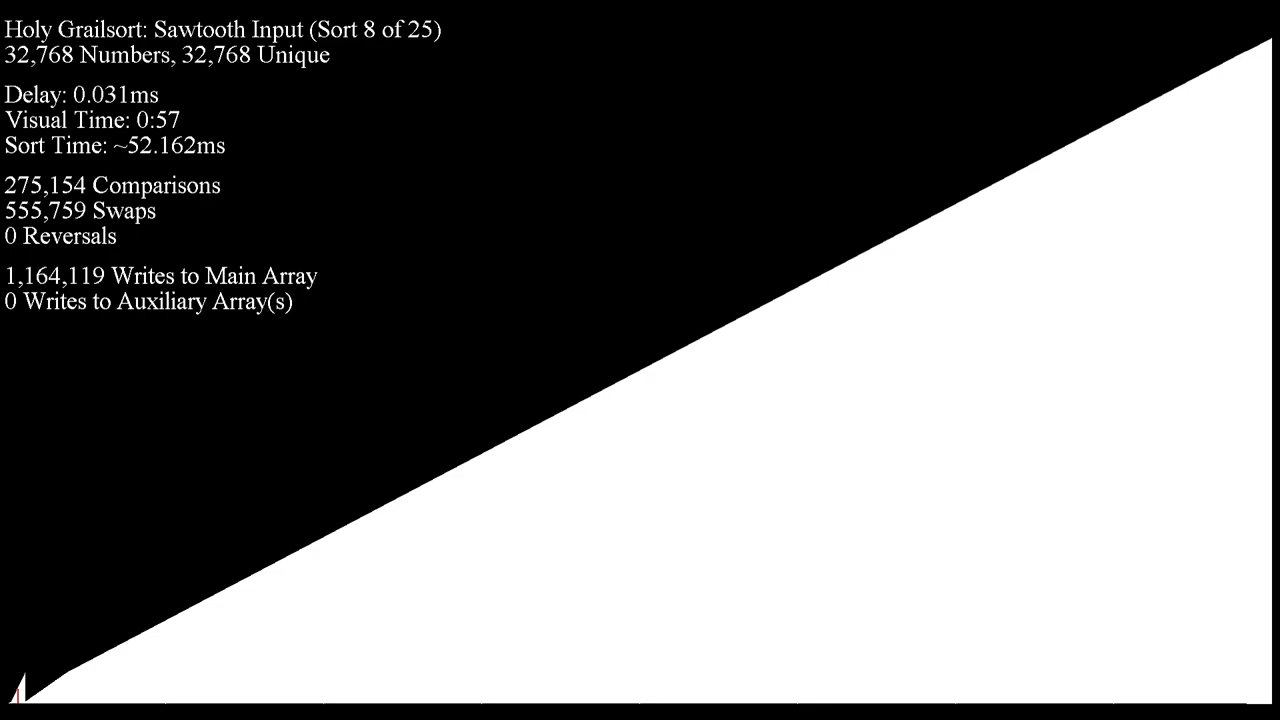 Holy Grailsort: Sawtooth Input (Sort 8 of 25)
32,768 Numbers, 32,768 Unique
Delay: 0.031ms
Visual Time: 0:57
Sort Time: ~52.162ms
275,154 Comparisons
555,759 Swaps
0 Reversals
1,164,119 Writes to Main Array
0 Writes to Auxiliary Array(s)